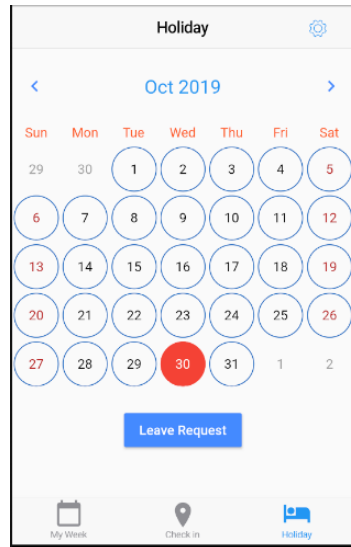 Holiday
Oct 2019
Sun Mon Tue Wed Thu Fri Sat
29 30 1 2 3 4 5
6 7 8 9 10 11 12
13 14 15 16 17 18 19
20 21 22 23 24 25 26
27 28 29 30 31 1 2
Leave Request
My Week Check in Holiday